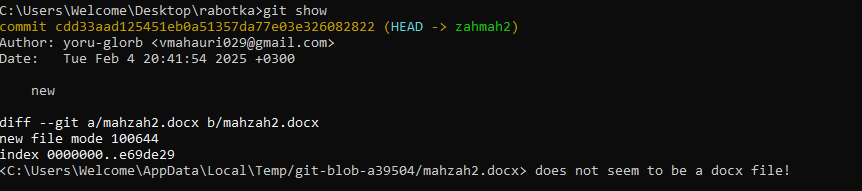 C:\Users\Welcome\Desktop\rabotka>git show
commit cdd33aad125451eb0a51357da77e03e326082822 (HEAD -> zahmah2)
Author: yoru-glorb <vmahauri029@gmail.com>
Date:   Tue Feb 4 20:41:54 2025 +0300
new
diff --git a/mahzah2.docx b/mahzah2.docx
new file mode 100644
index 0000000..e69de29
<C:\Users\Welcome\AppData\Local\Temp/git-blob-a39504/mahzah2.docx> does not seem to be a docx file!